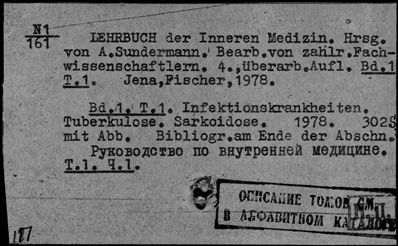 N1
161
LEHRBUCH der Inneren Medizin. Hrsg.
von A.Sundermann. Bearb.von zahlr.Fach-
wissenschaftlern. 4.,überarb.Aufl. Bd.1
T.1. Jena,Fischer,1978.
Bd.1. T.1. Infektionskrankheiten.
Tuberkulose. Sarkoidose. 1978. 302S
mit Abb. Bibliogr.am Ende der Abschn.
Руководство по внутренней медицине.
Т.1. Ч.1.
ОПИСАНИЕ ТОМОВ СМ.
В АЛФАВИТНОМ КАТАЛОГЕ